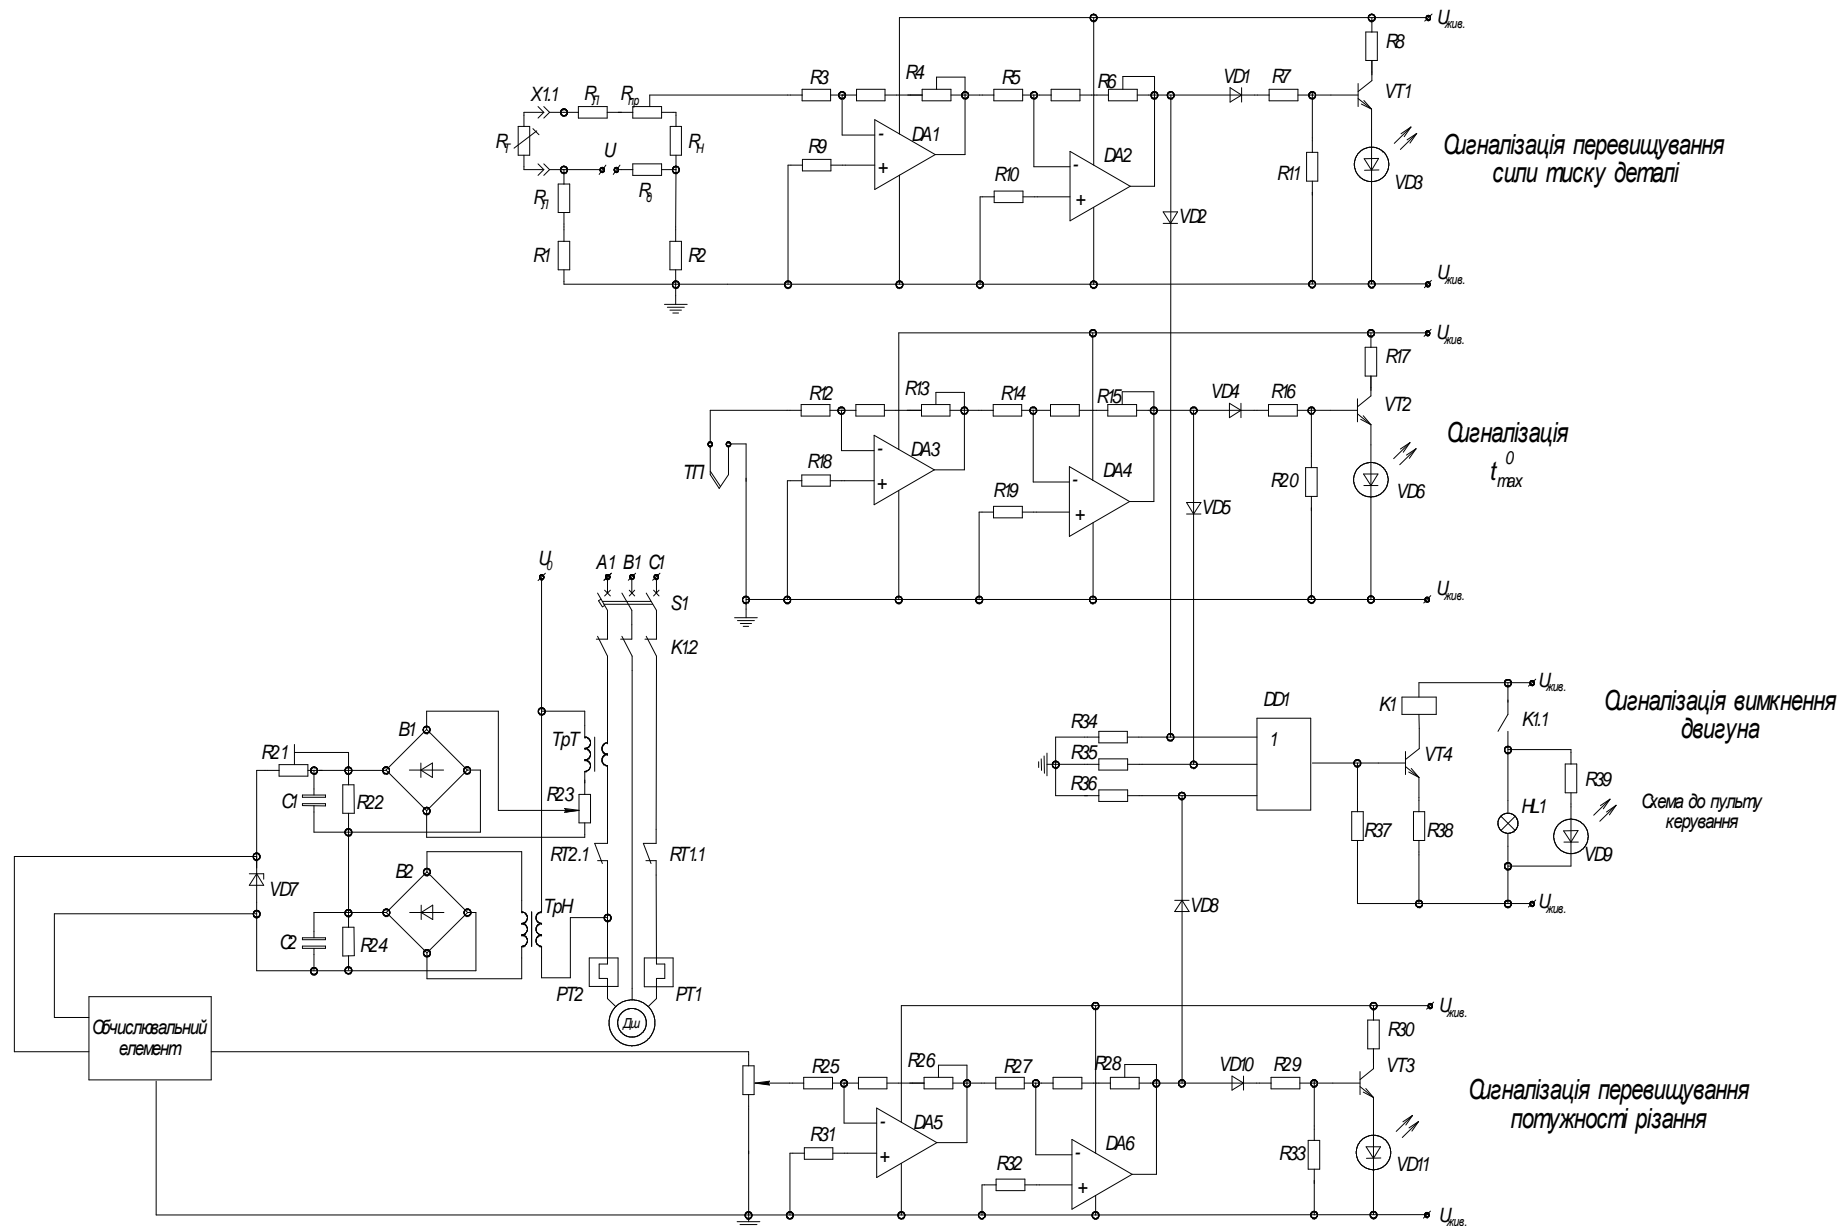 Uжив.
R8
R3
R4
R5
R6
VD1
R7
VT1
X1.1
Rл
Rпр
Rт
U
Rн
Rд
Rл
R1
R2
R9
DA1
R10
DA2
VD2
R11
VD3
Сигналізація перевищування
сили тиску деталі
Uжив.
Uжив.
R17
R12
R13
R14
R15
VD4
R16
VT2
ТП
R18
DA3
R19
DA4
VD5
R20
VD6
Сигналізація
t⁰max
Uжив.
U₀
A1
B1
C1
S1
K1.2
R21
B1
ТрТ
R23
C1
R22
RT2.1
RT1.1
VD7
B2
ТрН
C2
R24
РТ2
РТ1
Дш
Обчислювальний
елемент
R34
R35
R36
DD1
1
K1
VT4
R37
R38
Uжив.
K1.1
R39
HL1
VD9
Uжив.
Сигналізація вимкнення
двигуна
Схема до пульту
керування
VD8
Uжив.
R30
R25
R26
R27
R28
VD10
R29
VT3
R31
DA5
R32
DA6
R33
VD11
Сигналізація перевищування
потужності різання
Uжив.